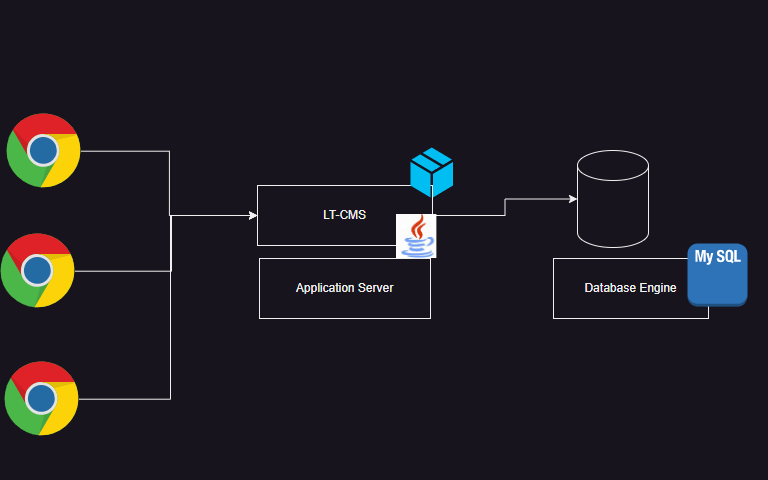 LT-CMS
Application Server
Database Engine
My SQL